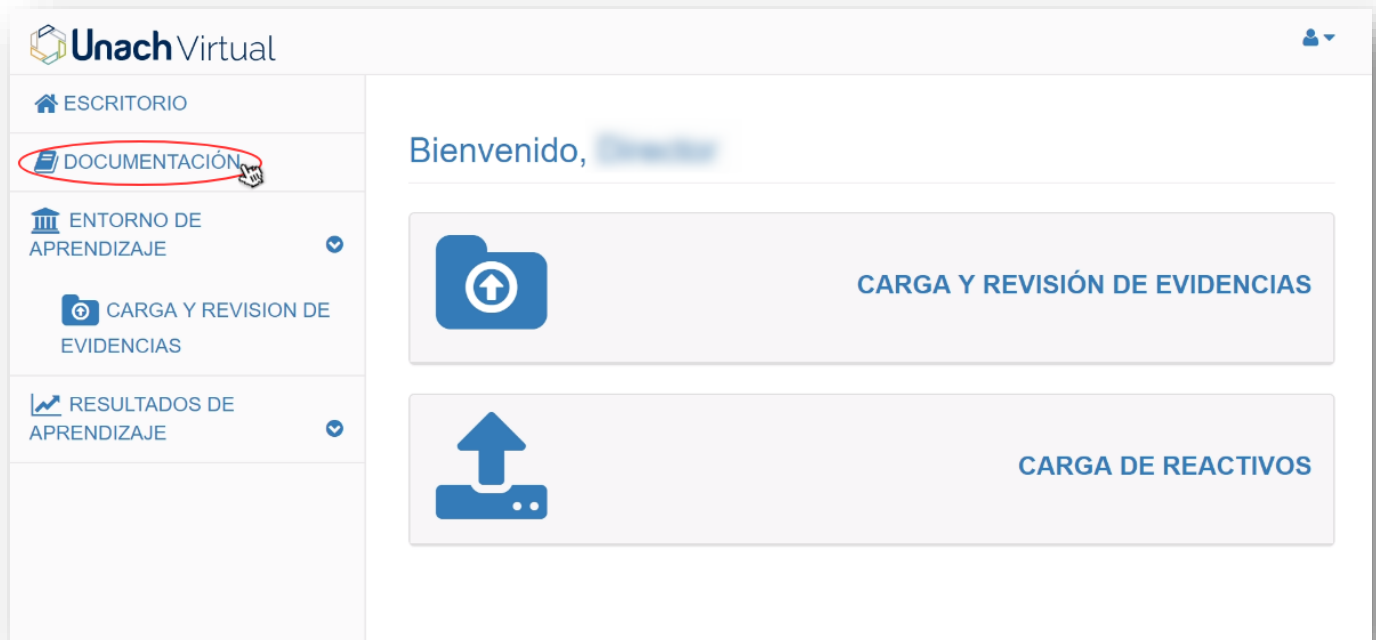 Unach Virtual
ESCRITORIO
DOCUMENTACIÓN
ENTORNO DE
APRENDIZAJE
CARGA Y REVISION DE
EVIDENCIAS
RESULTADOS DE
APRENDIZAJE
Bienvenido,
CARGA Y REVISIÓN DE EVIDENCIAS
CARGA DE REACTIVOS